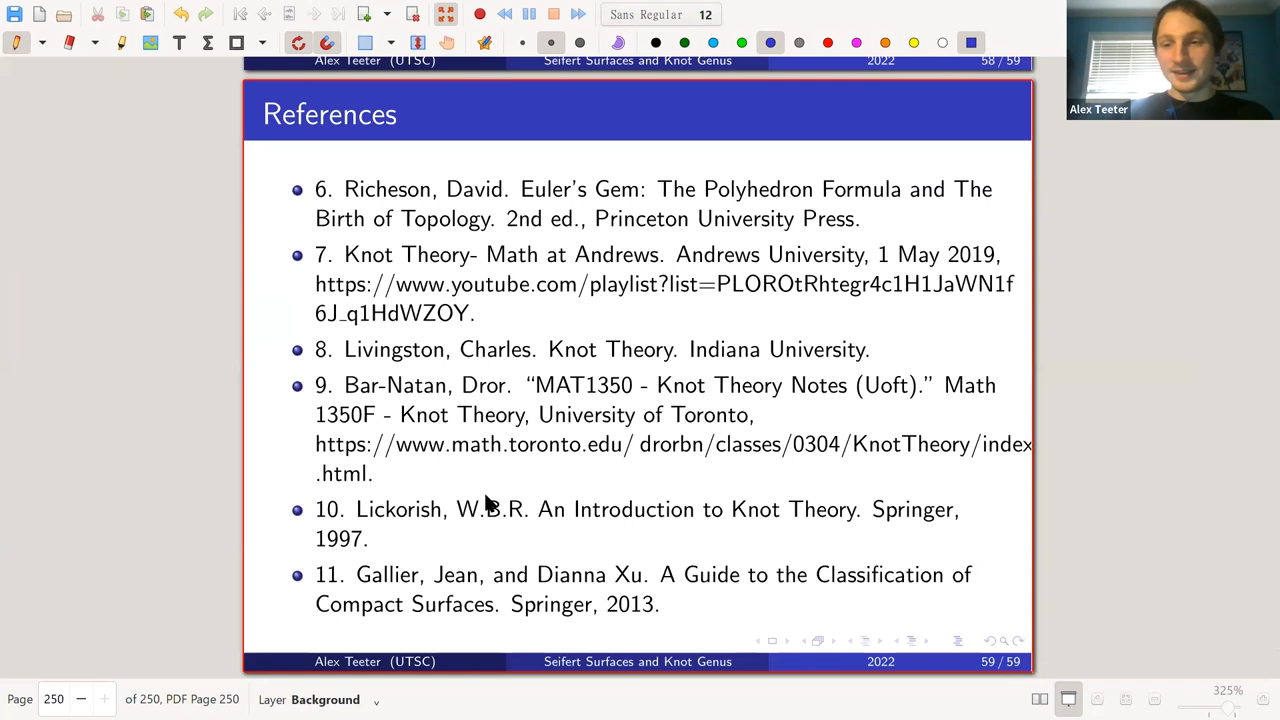 Sans Regular 12
Alex Teeter
Alex Teeter (UTSC) Seifert Surfaces and Knot Genus 2022 58 / 59
References
6. Richeson, David. Euler's Gem: The Polyhedron Formula and The
Birth of Topology. 2nd ed., Princeton University Press.
7. Knot Theory- Math at Andrews. Andrews University, 1 May 2019,
https://www.youtube.com/playlist?list=PLOROtRhtegr4c1H1JaWN1f
6J_q1HdWZOY.
8. Livingston, Charles. Knot Theory. Indiana University.
9. Bar-Natan, Dror. “MAT1350 - Knot Theory Notes (Uoft).” Math
1350F - Knot Theory, University of Toronto,
https://www.math.toronto.edu/ drorbn/classes/0304/KnotTheory/index
.html.
10. Lickorish, W.B.R. An Introduction to Knot Theory. Springer,
1997.
11. Gallier, Jean, and Dianna Xu. A Guide to the Classification of
Compact Surfaces. Springer, 2013.
Alex Teeter (UTSC) Seifert Surfaces and Knot Genus 2022 59 / 59
Page 250 of 250, PDF Page 250 Layer Background 325%